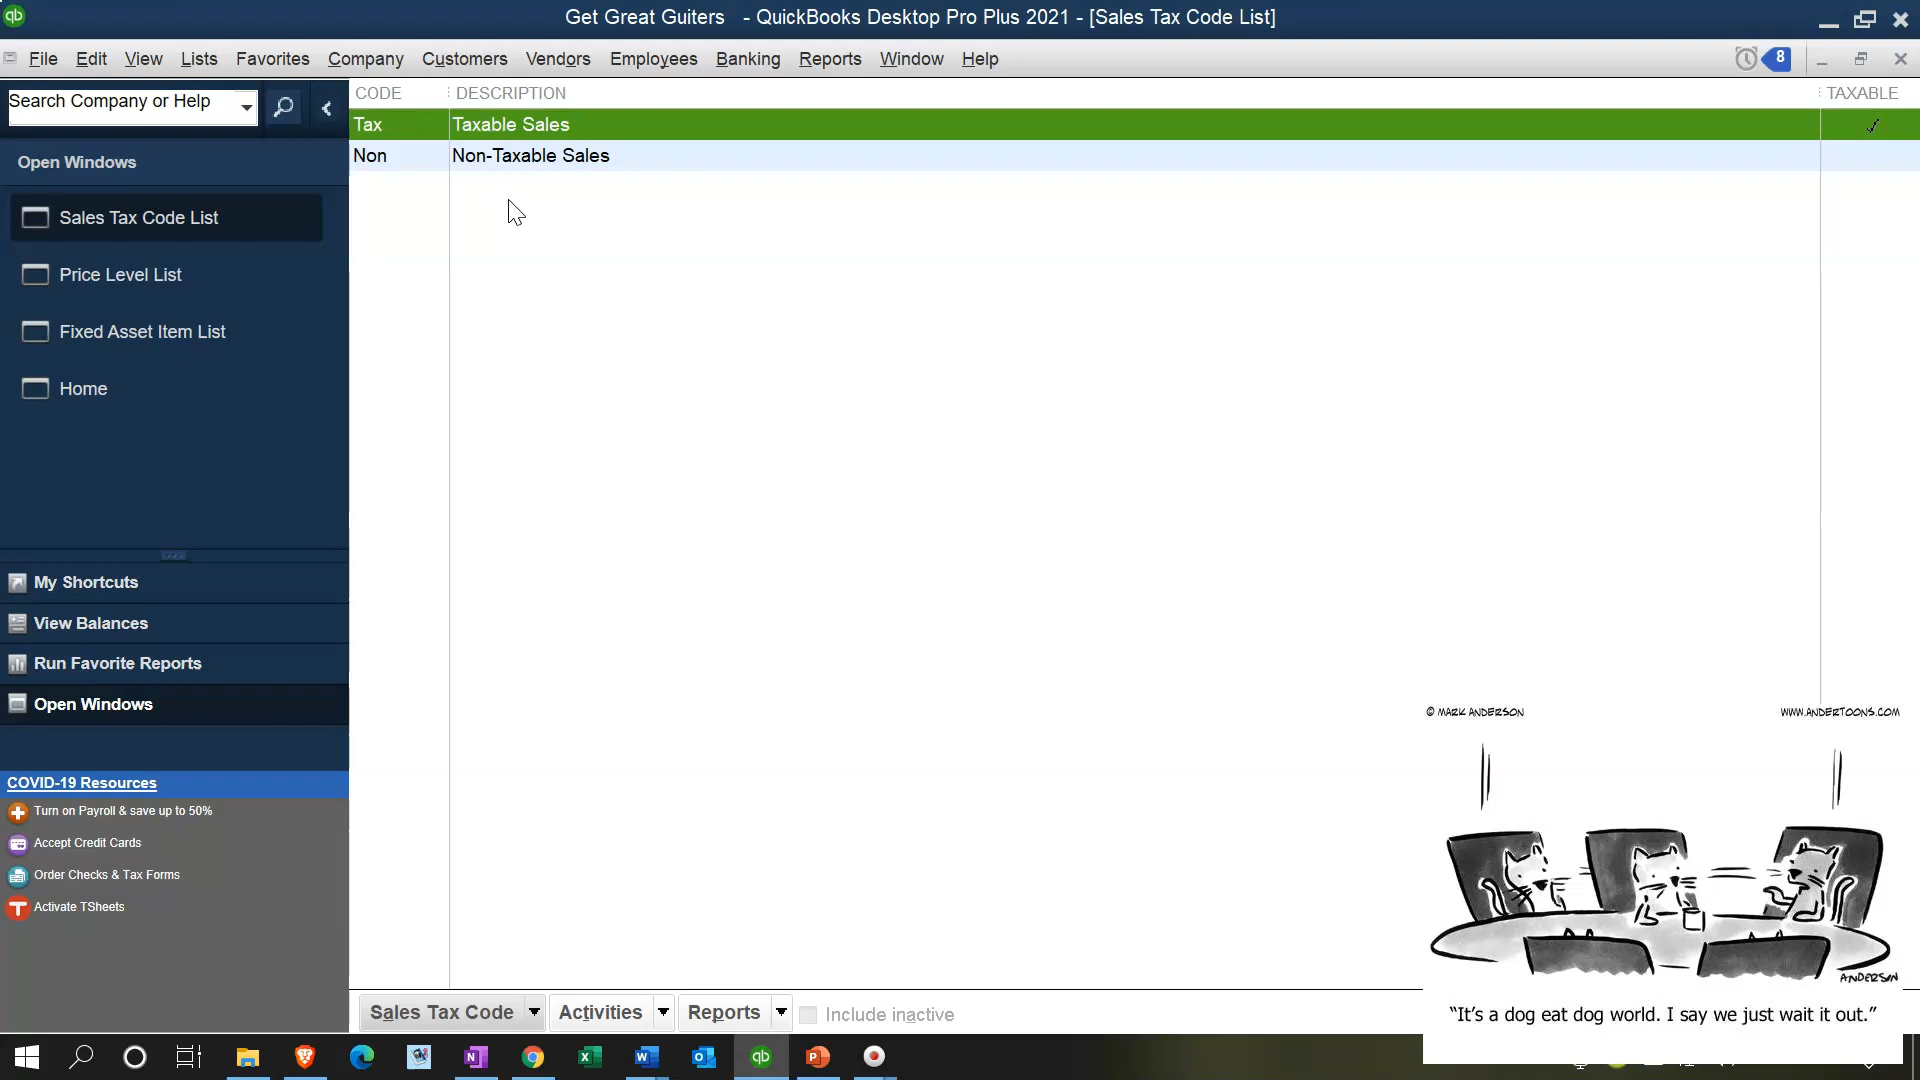 qb
Get Great Guiters - QuickBooks Desktop Pro Plus 2021 - [Sales Tax Code List]
File Edit View Lists Favorites Company Customers Vendors Employees Banking Reports Window Help
8
Search Company or Help
CODE DESCRIPTION TAXABLE
Tax Taxable Sales
Non Non-Taxable Sales
Open Windows
Sales Tax Code List
Price Level List
Fixed Asset Item List
Home
My Shortcuts
View Balances
Run Favorite Reports
Open Windows
COVID-19 Resources
Turn on Payroll & save up to 50%
Accept Credit Cards
Order Checks & Tax Forms
Activate TSheets
© MARK ANDERSON WWW.ANDERTOONS.COM
ANDERSON
“It’s a dog eat dog world. I say we just wait it out.”
Sales Tax Code Activities Reports Include inactive